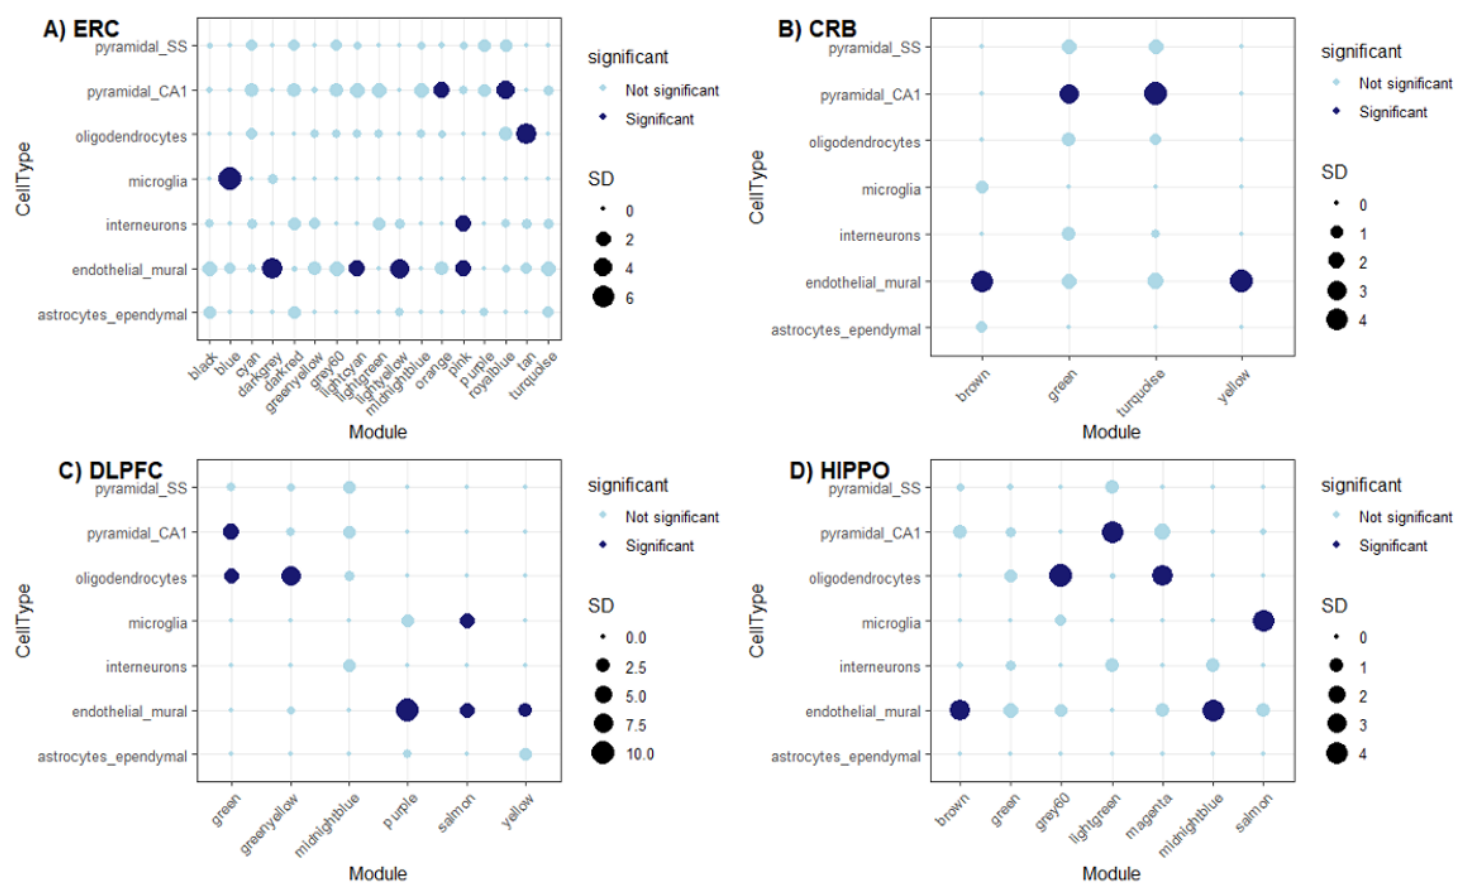 A) ERC
pyramidal_SS
pyramidal_CA1
oligodendrocytes
microglia
interneurons
endothelial_mural
astrocytes_ependymal
CellType
black
blue
cyan
darkgrey
darkred
greenyellow
grey60
lightcyan
lightgreen
lightyellow
midnightblue
orange
pink
purple
royalblue
tan
turquoise
Module
significant
Not significant
Significant
SD
0
2
4
6
B) CRB
pyramidal_SS
pyramidal_CA1
oligodendrocytes
microglia
interneurons
endothelial_mural
astrocytes_ependymal
CellType
brown
green
turquoise
yellow
Module
significant
Not significant
Significant
SD
0
1
2
3
4
C) DLPFC
pyramidal_SS
pyramidal_CA1
oligodendrocytes
microglia
interneurons
endothelial_mural
astrocytes_ependymal
CellType
green
greenyellow
midnightblue
purple
salmon
yellow
Module
significant
Not significant
Significant
SD
0.0
2.5
5.0
7.5
10.0
D) HIPPO
pyramidal_SS
pyramidal_CA1
oligodendrocytes
microglia
interneurons
endothelial_mural
astrocytes_ependymal
CellType
brown
green
grey60
lightgreen
magenta
midnightblue
salmon
Module
significant
Not significant
Significant
SD
0
1
2
3
4